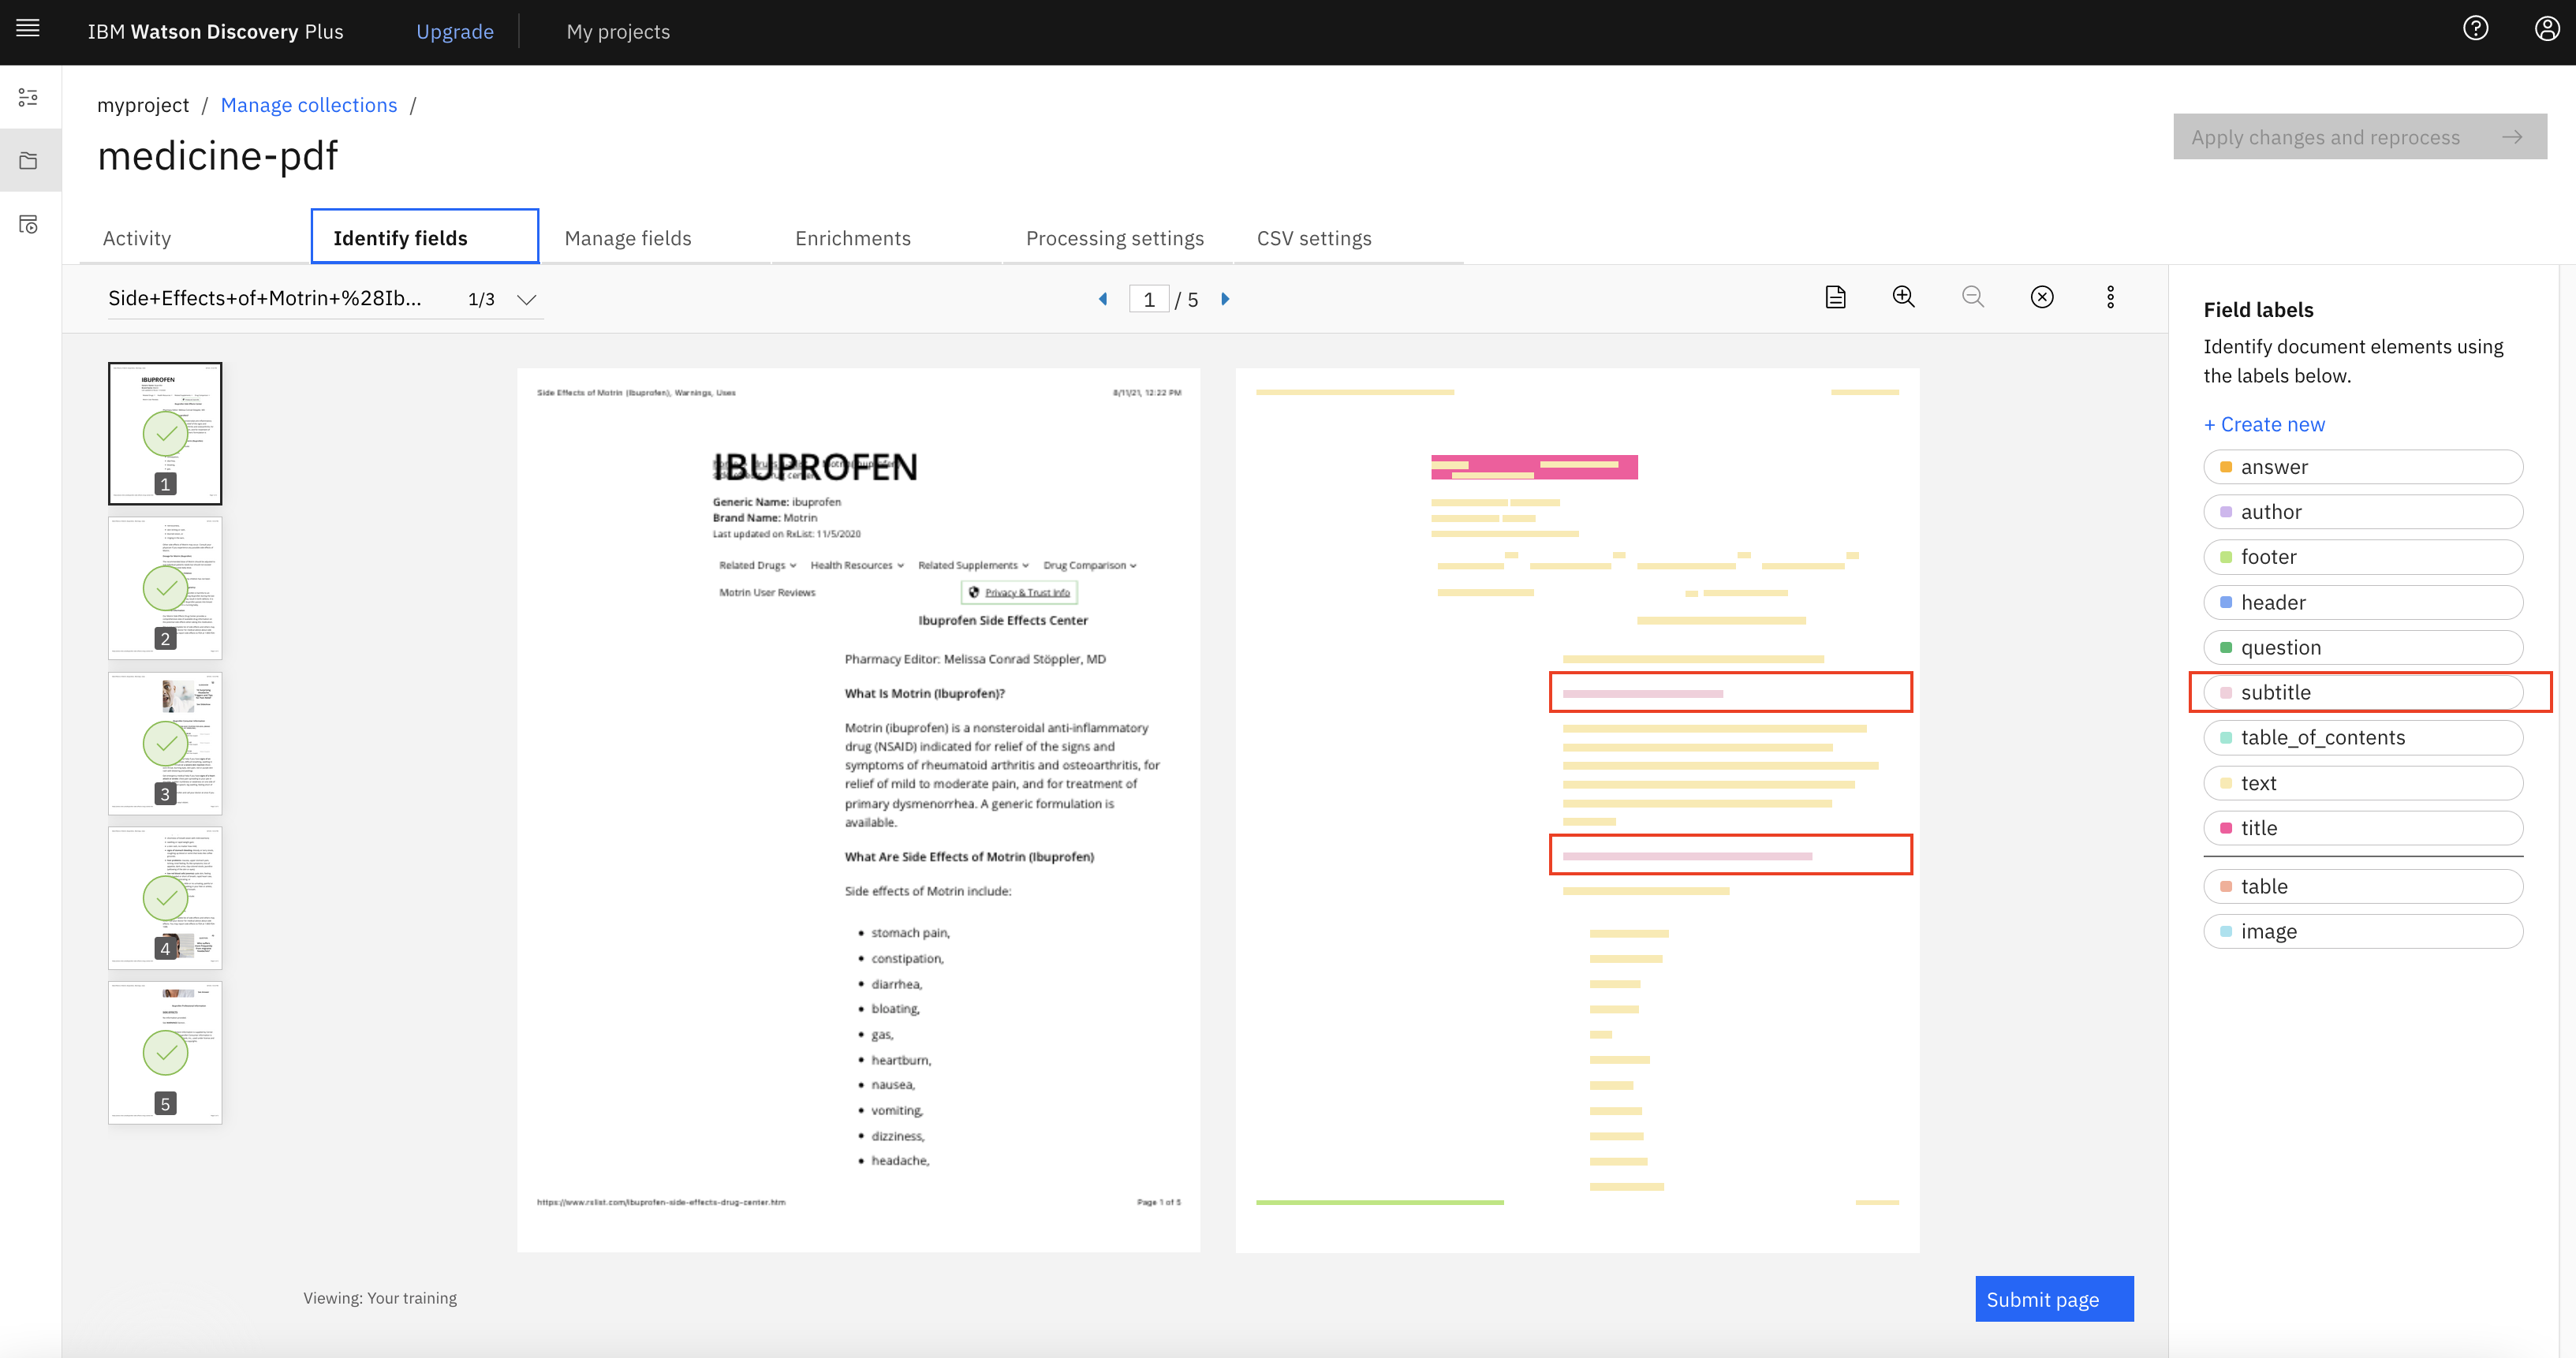 IBM Watson Discovery Plus
Upgrade
My projects
myproject / Manage collections /
medicine-pdf
Apply changes and reprocess
Activity
Identify fields
Manage fields
Enrichments
Processing settings
CSV settings
Side+Effects+of+Motrin+%28Ib... 1/3
1 / 5
IBUPROFEN
1
2
3
4
5
Side Effects of Motrin (Ibuprofen), Warnings, Uses 8/11/21, 12:22 PM
IBUPROFEN
Generic Name: ibuprofen
Brand Name: Motrin
Last updated on RxList: 11/5/2020
Related Drugs Health Resources Related Supplements Drug Comparison
Motrin User Reviews Privacy & Trust Info
Ibuprofen Side Effects Center
Pharmacy Editor: Melissa Conrad Stöppler, MD
What Is Motrin (Ibuprofen)?
Motrin (ibuprofen) is a nonsteroidal anti-inflammatory
drug (NSAID) indicated for relief of the signs and
symptoms of rheumatoid arthritis and osteoarthritis, for
relief of mild to moderate pain, and for treatment of
primary dysmenorrhea. A generic formulation is
available.
What Are Side Effects of Motrin (Ibuprofen)
Side effects of Motrin include:
• stomach pain,
• constipation,
• diarrhea,
• bloating,
• gas,
• heartburn,
• nausea,
• vomiting,
• dizziness,
• headache,
https://www.rxlist.com/ibuprofen-side-effects-drug-center.htm Page 1 of 5
Viewing: Your training
Submit page
Field labels
Identify document elements using
the labels below.
+ Create new
answer
author
footer
header
question
subtitle
table_of_contents
text
title
table
image